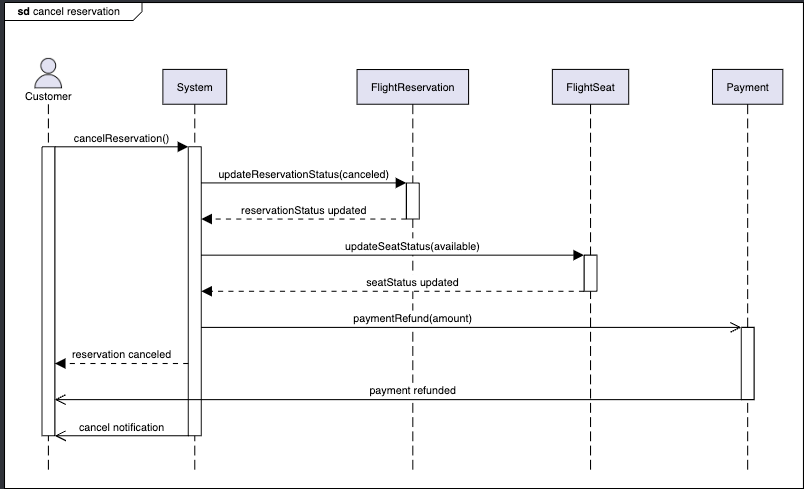 sd cancel reservation
Customer
System
FlightReservation
FlightSeat
Payment
cancelReservation()
updateReservationStatus(canceled)
reservationStatus updated
updateSeatStatus(available)
seatStatus updated
paymentRefund(amount)
reservation canceled
payment refunded
cancel notification